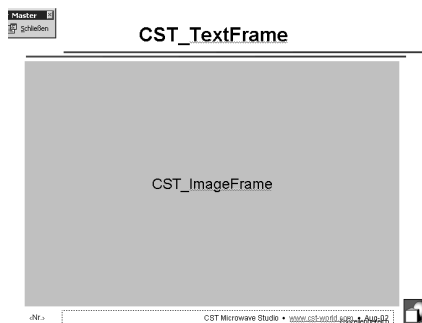 Master
Schließen
CST_TextFrame
CST_ImageFrame
‹Nr.›
CST Microwave Studio • www.cst-world.com • Aug-02